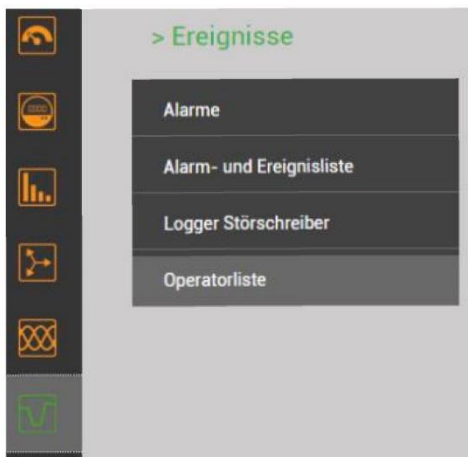 > Ereignisse
Alarme
Alarm- und Ereignisliste
Logger Störschreiber
Operatorliste